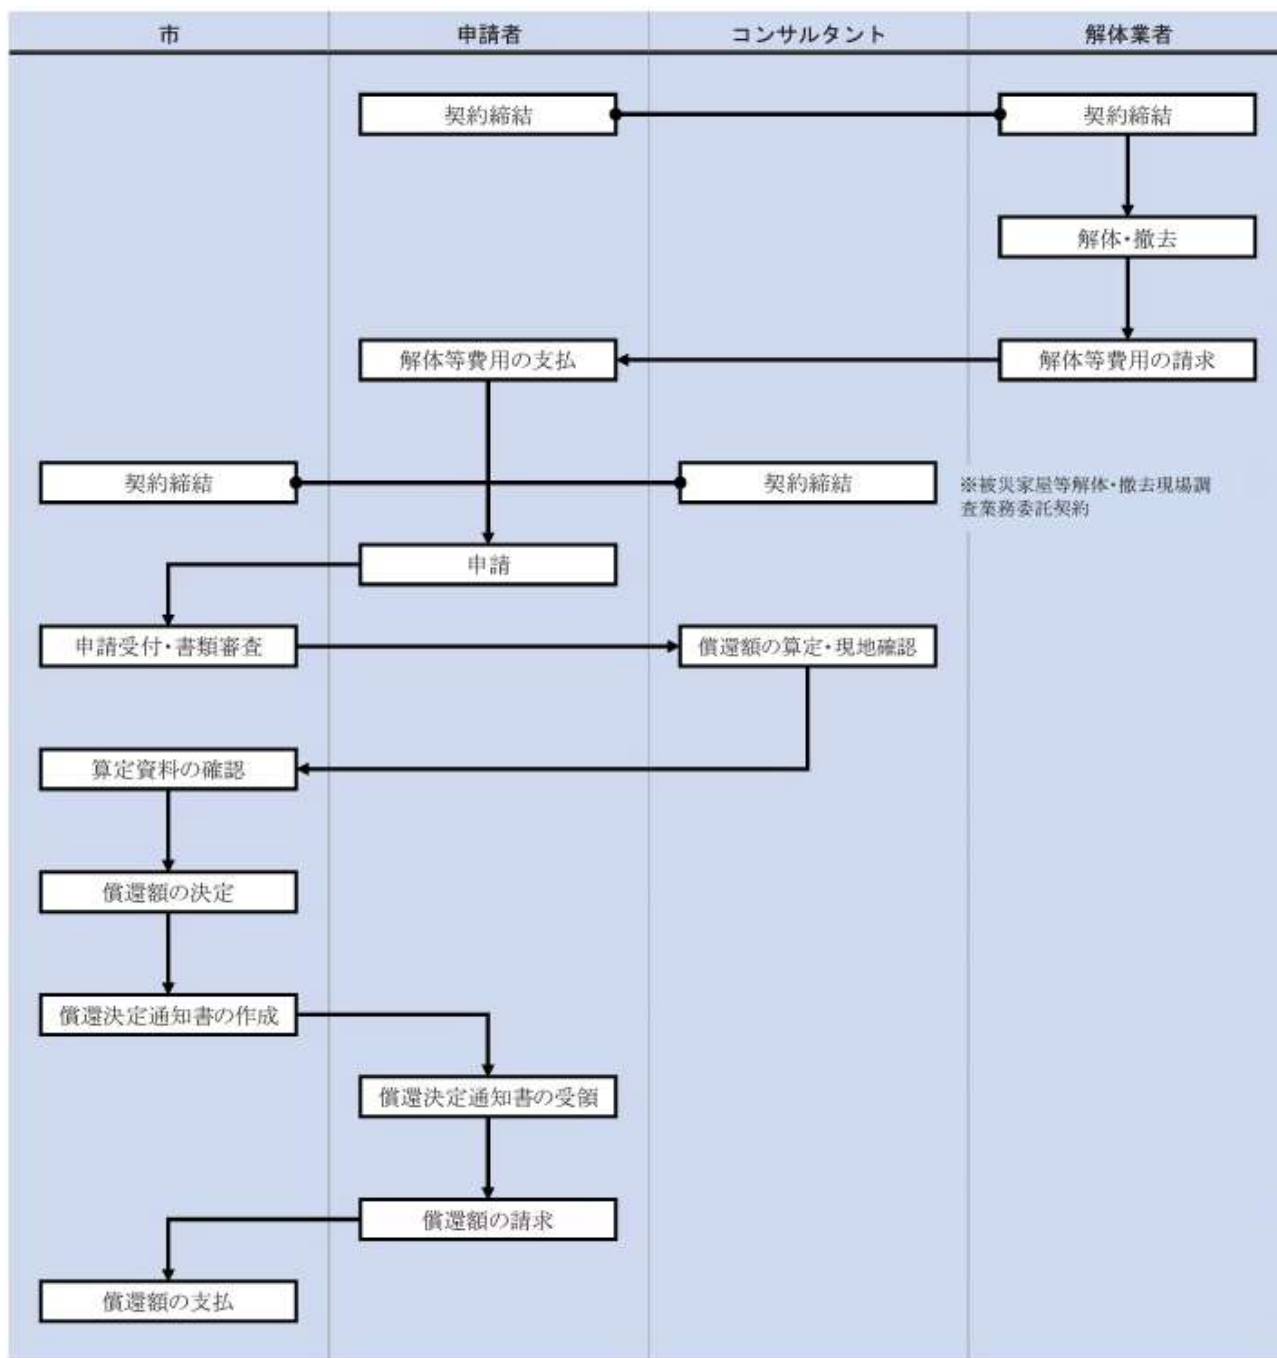 市
申請者
コンサルタント
解体業者
契約締結
契約締結
解体・撤去
解体等費用の支払
解体等費用の請求
契約締結
契約締結
※被災家屋等解体・撤去現場調
査業務委託契約
申請
申請受付・書類審査
償還額の算定・現地確認
算定資料の確認
償還額の決定
償還決定通知書の作成
償還決定通知書の受領
償還額の請求
償還額の支払